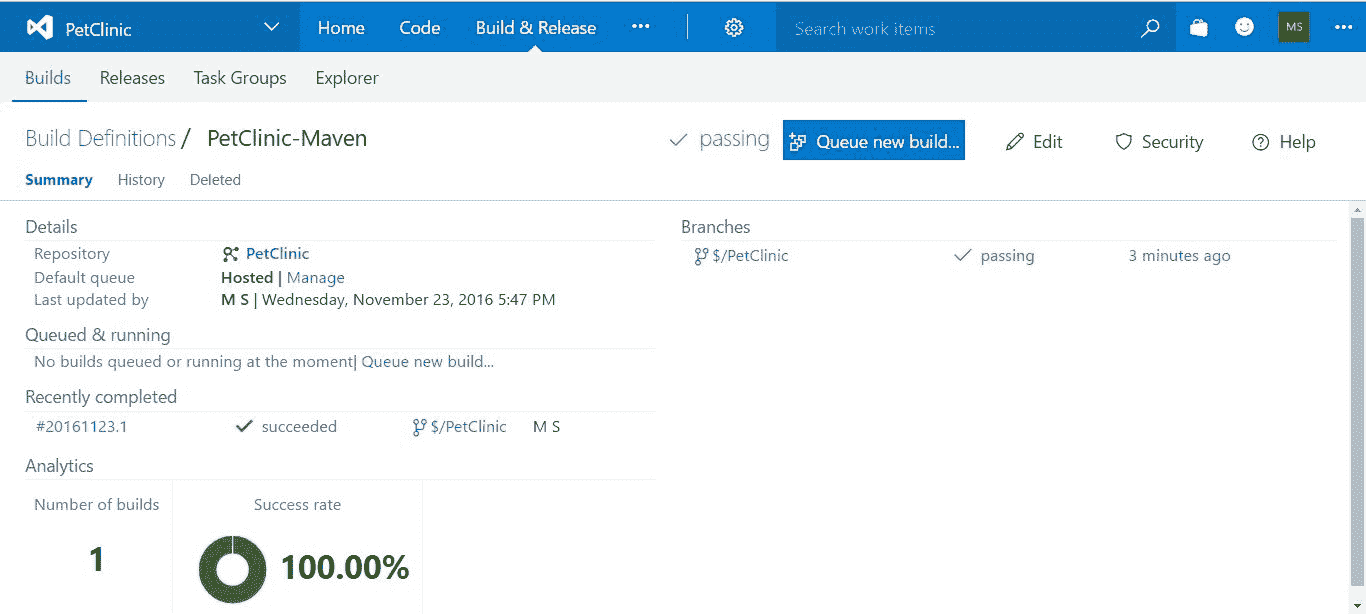 PetClinic Home Code Build & Release ... Search work items MS ...
Builds Releases Task Groups Explorer
Build Definitions / PetClinic-Maven passing Queue new build... Edit Security Help
Summary History Deleted
Details Branches
Repository PetClinic $/PetClinic passing 3 minutes ago
Default queue Hosted | Manage
Last updated by M S | Wednesday, November 23, 2016 5:47 PM
Queued & running
No builds queued or running at the moment| Queue new build...
Recently completed
#20161123.1 succeeded $/PetClinic M S
Analytics
Number of builds Success rate
1 100.00%